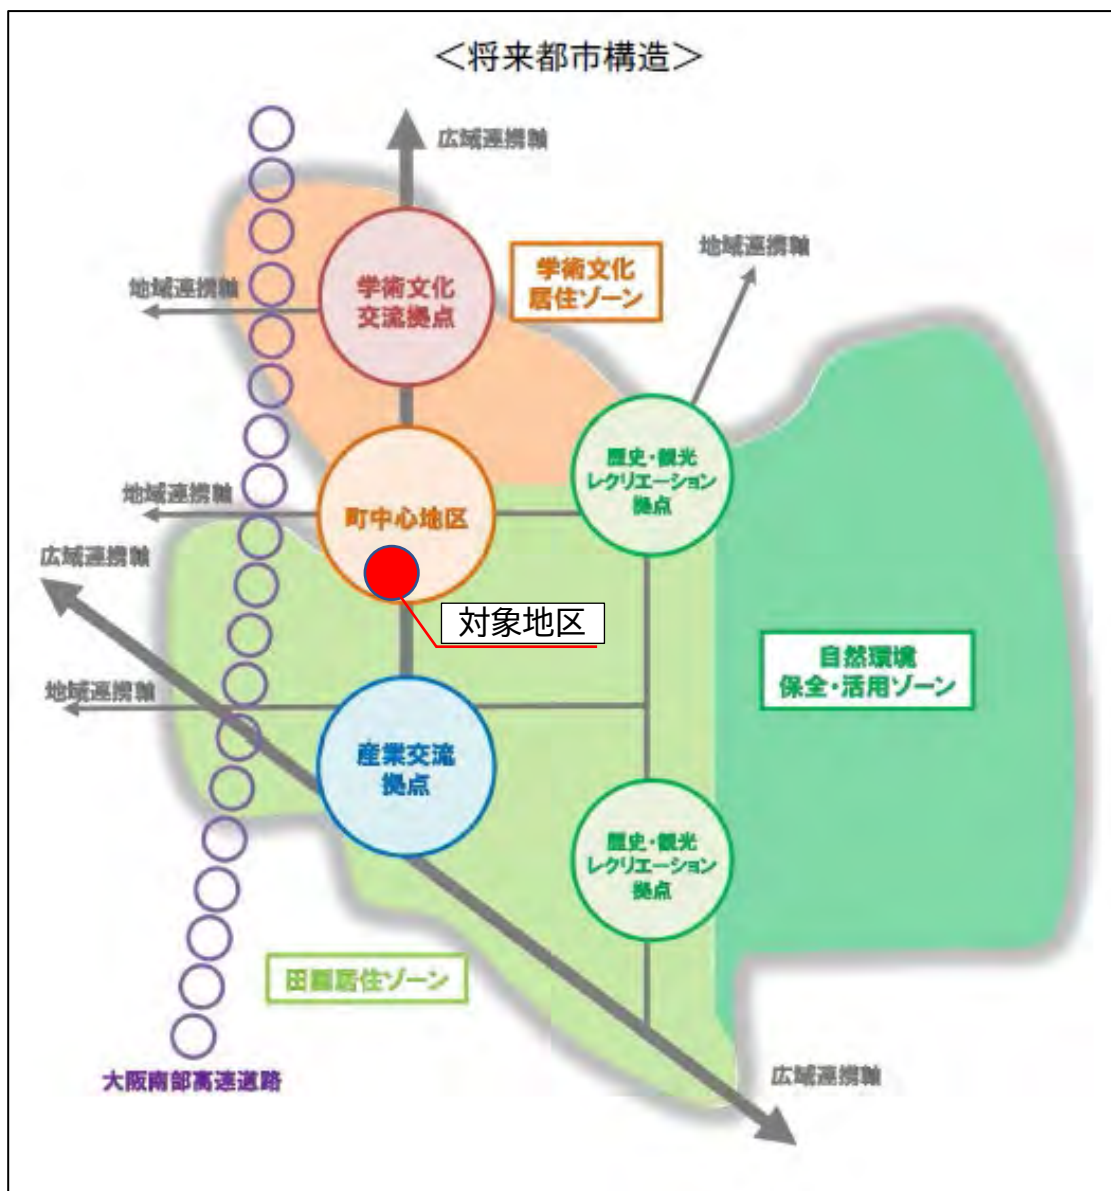 ＜将来都市構造＞
広域連携軸
地域連携軸
学術文化
居住ゾーン
地域連携軸
学術文化
交流拠点
歴史・観光
レクリエーション
拠点
地域連携軸
町中心地区
広域連携軸
対象地区
自然環境
保全・活用ゾーン
地域連携軸
産業交流
拠点
歴史・観光
レクリエーション
拠点
田園居住ゾーン
大阪南部高速道路
広域連携軸